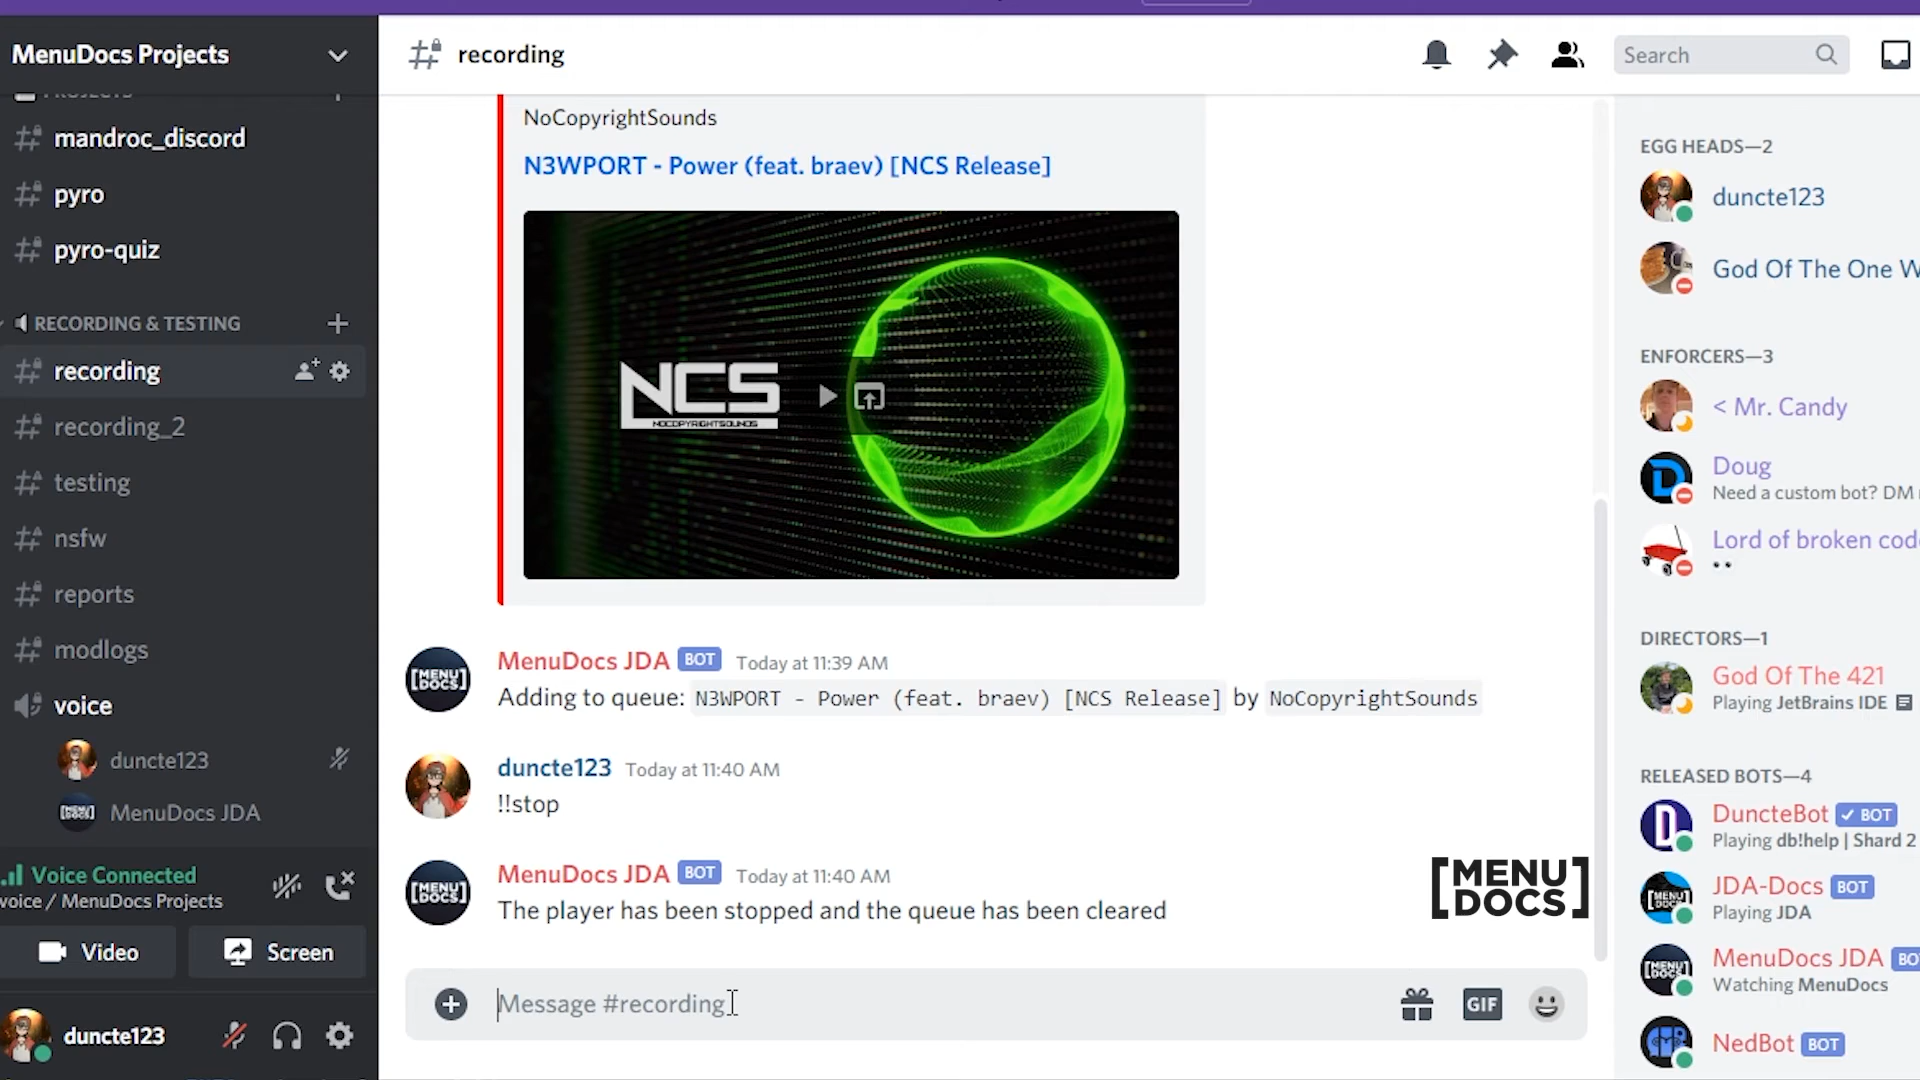 MenuDocs Projects
PROJECTS
mandroc_discord
pyro
pyro-quiz
RECORDING & TESTING
recording
recording_2
testing
nsfw
reports
modlogs
voice
duncte123
MenuDocs JDA
Voice Connected
voice / MenuDocs Projects
Video
Screen
duncte123
recording
Search
NoCopyrightSounds
N3WPORT - Power (feat. braev) [NCS Release]
NCS
NOCOPYRIGHTSOUNDS
MenuDocs JDA BOT Today at 11:39 AM
Adding to queue: N3WPORT - Power (feat. braev) [NCS Release] by NoCopyrightSounds
duncte123 Today at 11:40 AM
!!stop
MenuDocs JDA BOT Today at 11:40 AM
The player has been stopped and the queue has been cleared
[MENU
DOCS]
Message #recording
GIF
EGG HEADS—2
duncte123
God Of The One W
ENFORCERS—3
< Mr. Candy
Doug
Need a custom bot? DM
Lord of broken cod
DIRECTORS—1
God Of The 421
Playing JetBrains IDE
RELEASED BOTS—4
DuncteBot ✓ BOT
Playing db!help | Shard 2
JDA-Docs BOT
Playing JDA
MenuDocs JDA BO
Watching MenuDocs
NedBot BOT